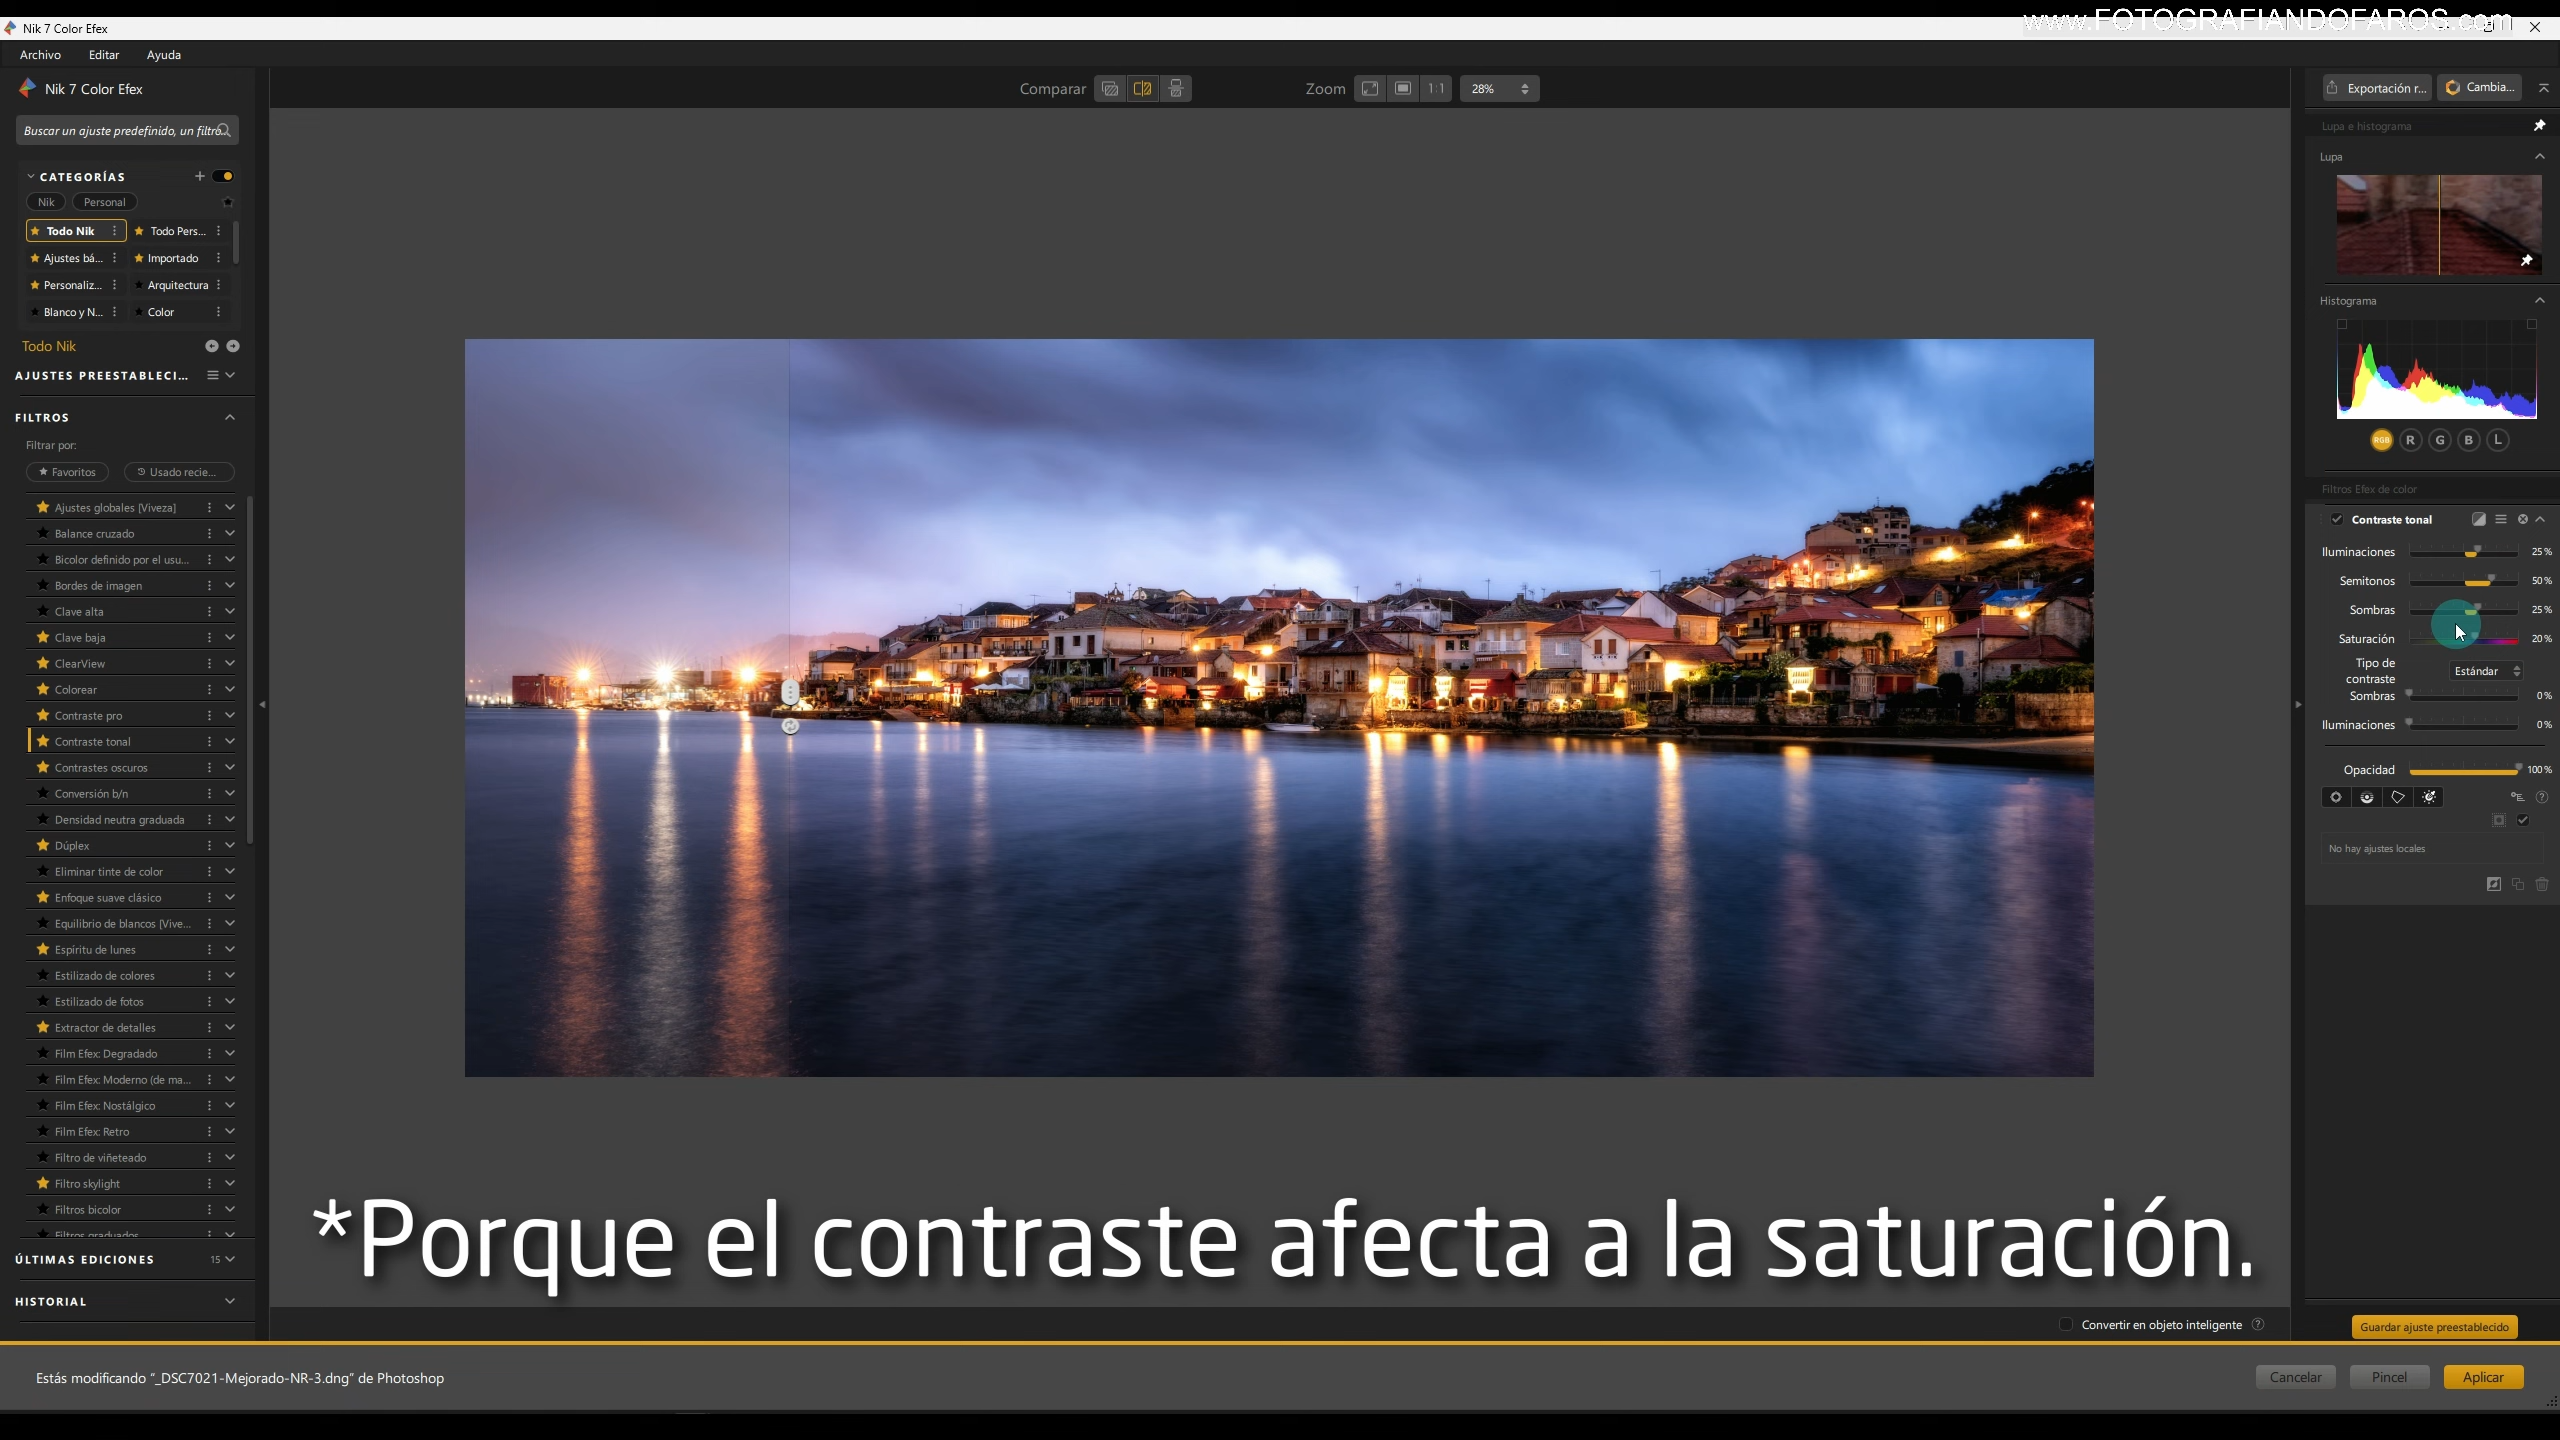 www.FOTOGRAFIANDOFAROS.com
Nik 7 Color Efex
Archivo Editar Ayuda
Nik 7 Color Efex
Comparar
Zoom 1:1 28%
Exportación r... Cambia...
Buscar un ajuste predefinido, un filtro...
CATEGORÍAS
Nik Personal
Todo Nik Todo Pers...
Ajustes bá... Importado
Personaliz... Arquitectura
Blanco y N... Color
Todo Nik
AJUSTES PREESTABLECI...
FILTROS
Filtrar por:
Favoritos Usado recie...
Ajustes globales [Viveza]
Balance cruzado
Bicolor definido por el usu...
Bordes de imagen
Clave alta
Clave baja
ClearView
Colorear
Contraste pro
Contraste tonal
Contrastes oscuros
Conversión b/n
Densidad neutra graduada
Dúplex
Eliminar tinte de color
Enfoque suave clásico
Equilibrio de blancos [Vive...
Espíritu de lunes
Estilizado de colores
Estilizado de fotos
Extractor de detalles
Film Efex: Degradado
Film Efex: Moderno (de ma...
Film Efex: Nostálgico
Film Efex: Retro
Filtro de viñeteado
Filtro skylight
Filtros bicolor
Filtros graduados
ÚLTIMAS EDICIONES 15
HISTORIAL
Lupa e histograma
Lupa
Histograma
RGB R G B L
Filtros Efex de color
Contraste tonal
Iluminaciones 25%
Semitonos 50%
Sombras 25%
Saturación 20%
Tipo de
contraste Estándar
Sombras 0%
Iluminaciones 0%
Opacidad 100%
No hay ajustes locales
*Porque el contraste afecta a la saturación.
Convertir en objeto inteligente
Guardar ajuste preestablecido
Estás modificando "_DSC7021-Mejorado-NR-3.dng" de Photoshop
Cancelar Pincel Aplicar